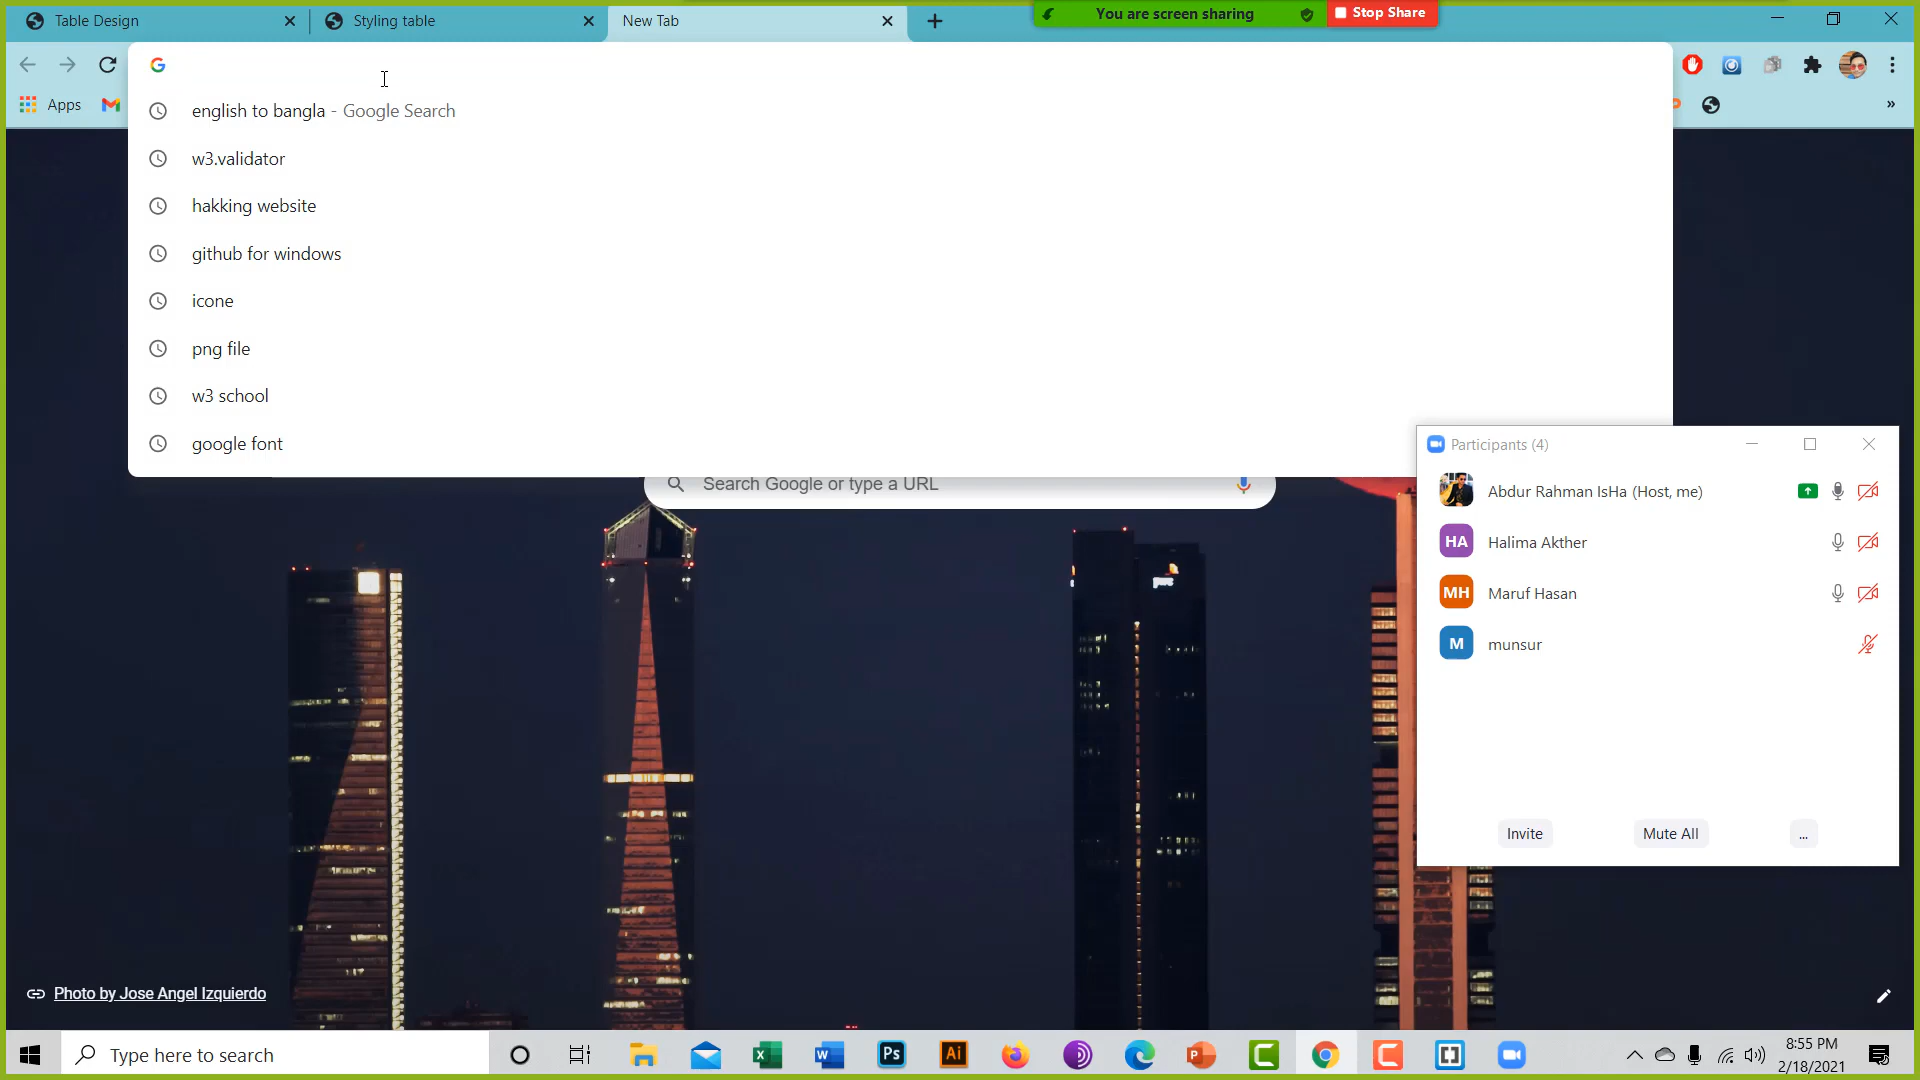 Table Design
Styling table
New Tab
You are screen sharing
Stop Share
Apps
english to bangla - Google Search
w3.validator
hakking website
github for windows
icone
png file
w3 school
google font
Search Google or type a URL
Participants (4)
Abdur Rahman IsHa (Host, me)
HA Halima Akther
MH Maruf Hasan
M munsur
Invite
Mute All
...
pwc
Photo by Jose Angel Izquierdo
Type here to search
8:55 PM
2/18/2021